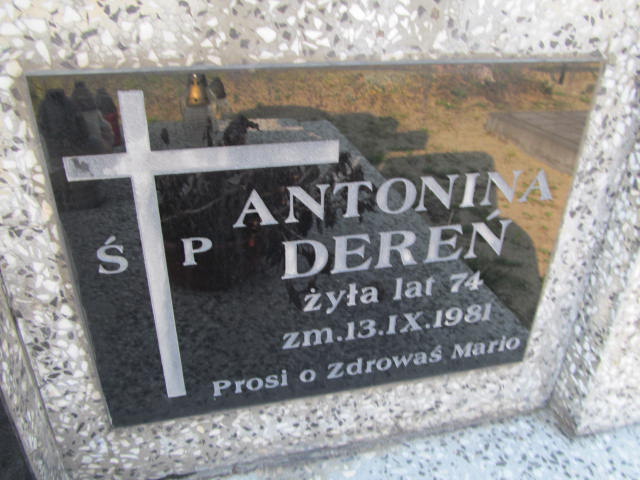 Ś P
ANTONINA
DEREŃ
żyła lat 74
zm.13.IX.1981
Prosi o Zdrowaś Mario